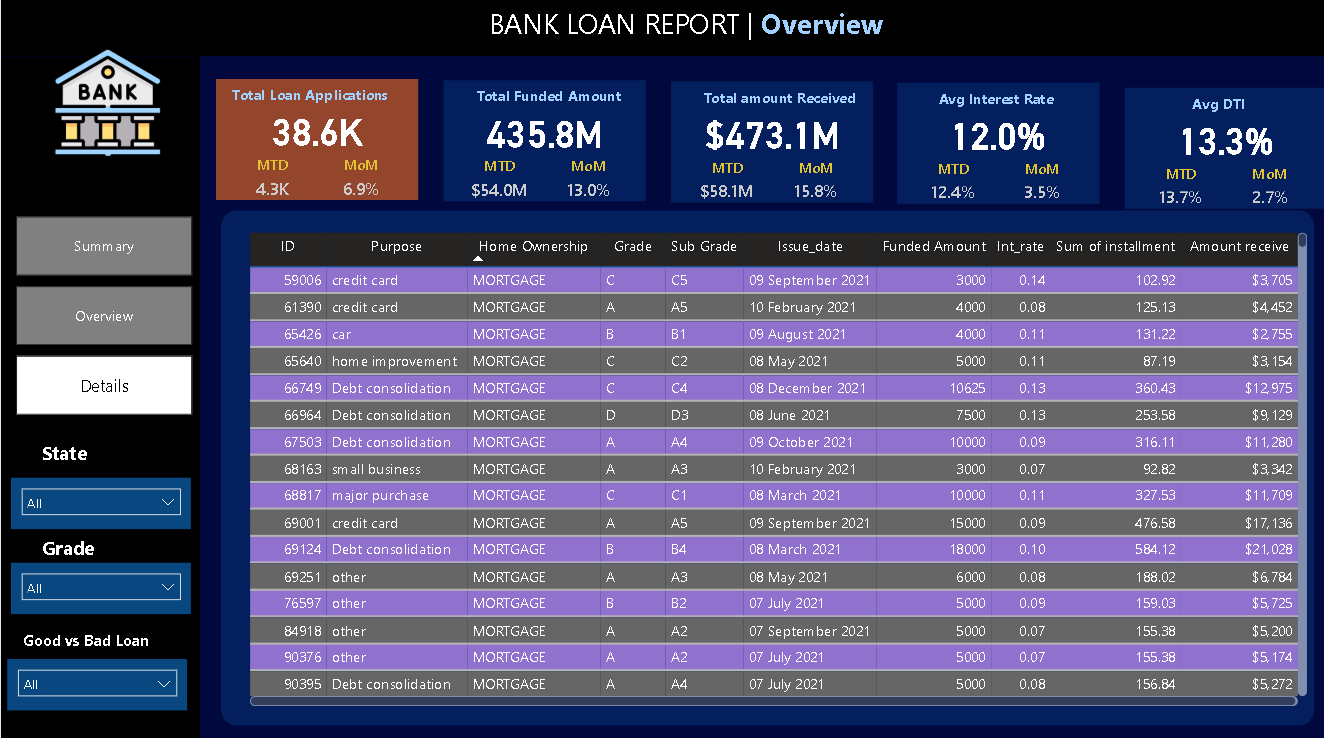 BANK LOAN REPORT | Overview
BANK
Total Loan Applications
38.6K
MTD MoM
4.3K 6.9%
Total Funded Amount
435.8M
MTD MoM
$54.0M 13.0%
Total amount Received
$473.1M
MTD MoM
$58.1M 15.8%
Avg Interest Rate
12.0%
MTD MoM
12.4% 3.5%
Avg DTI
13.3%
MTD MoM
13.7% 2.7%
Summary
Overview
Details
State
All
Grade
All
Good vs Bad Loan
All
ID Purpose Home Ownership Grade Sub Grade Issue_date Funded Amount Int_rate Sum of installment Amount receive
59006 credit card MORTGAGE C C5 09 September 2021 3000 0.14 102.92 $3,705
61390 credit card MORTGAGE A A5 10 February 2021 4000 0.08 125.13 $4,452
65426 car MORTGAGE B B1 09 August 2021 4000 0.11 131.22 $2,755
65640 home improvement MORTGAGE C C2 08 May 2021 5000 0.11 87.19 $3,154
66749 Debt consolidation MORTGAGE C C4 08 December 2021 10625 0.13 360.43 $12,975
66964 Debt consolidation MORTGAGE D D3 08 June 2021 7500 0.13 253.58 $9,129
67503 Debt consolidation MORTGAGE A A4 09 October 2021 10000 0.09 316.11 $11,280
68163 small business MORTGAGE A A3 10 February 2021 3000 0.07 92.82 $3,342
68817 major purchase MORTGAGE C C1 08 March 2021 10000 0.11 327.53 $11,709
69001 credit card MORTGAGE A A5 09 September 2021 15000 0.09 476.58 $17,136
69124 Debt consolidation MORTGAGE B B4 08 March 2021 18000 0.10 584.12 $21,028
69251 other MORTGAGE A A3 08 May 2021 6000 0.08 188.02 $6,784
76597 other MORTGAGE B B2 07 July 2021 5000 0.09 159.03 $5,725
84918 other MORTGAGE A A2 07 September 2021 5000 0.07 155.38 $5,200
90376 other MORTGAGE A A2 07 July 2021 5000 0.07 155.38 $5,174
90395 Debt consolidation MORTGAGE A A4 07 July 2021 5000 0.08 156.84 $5,272